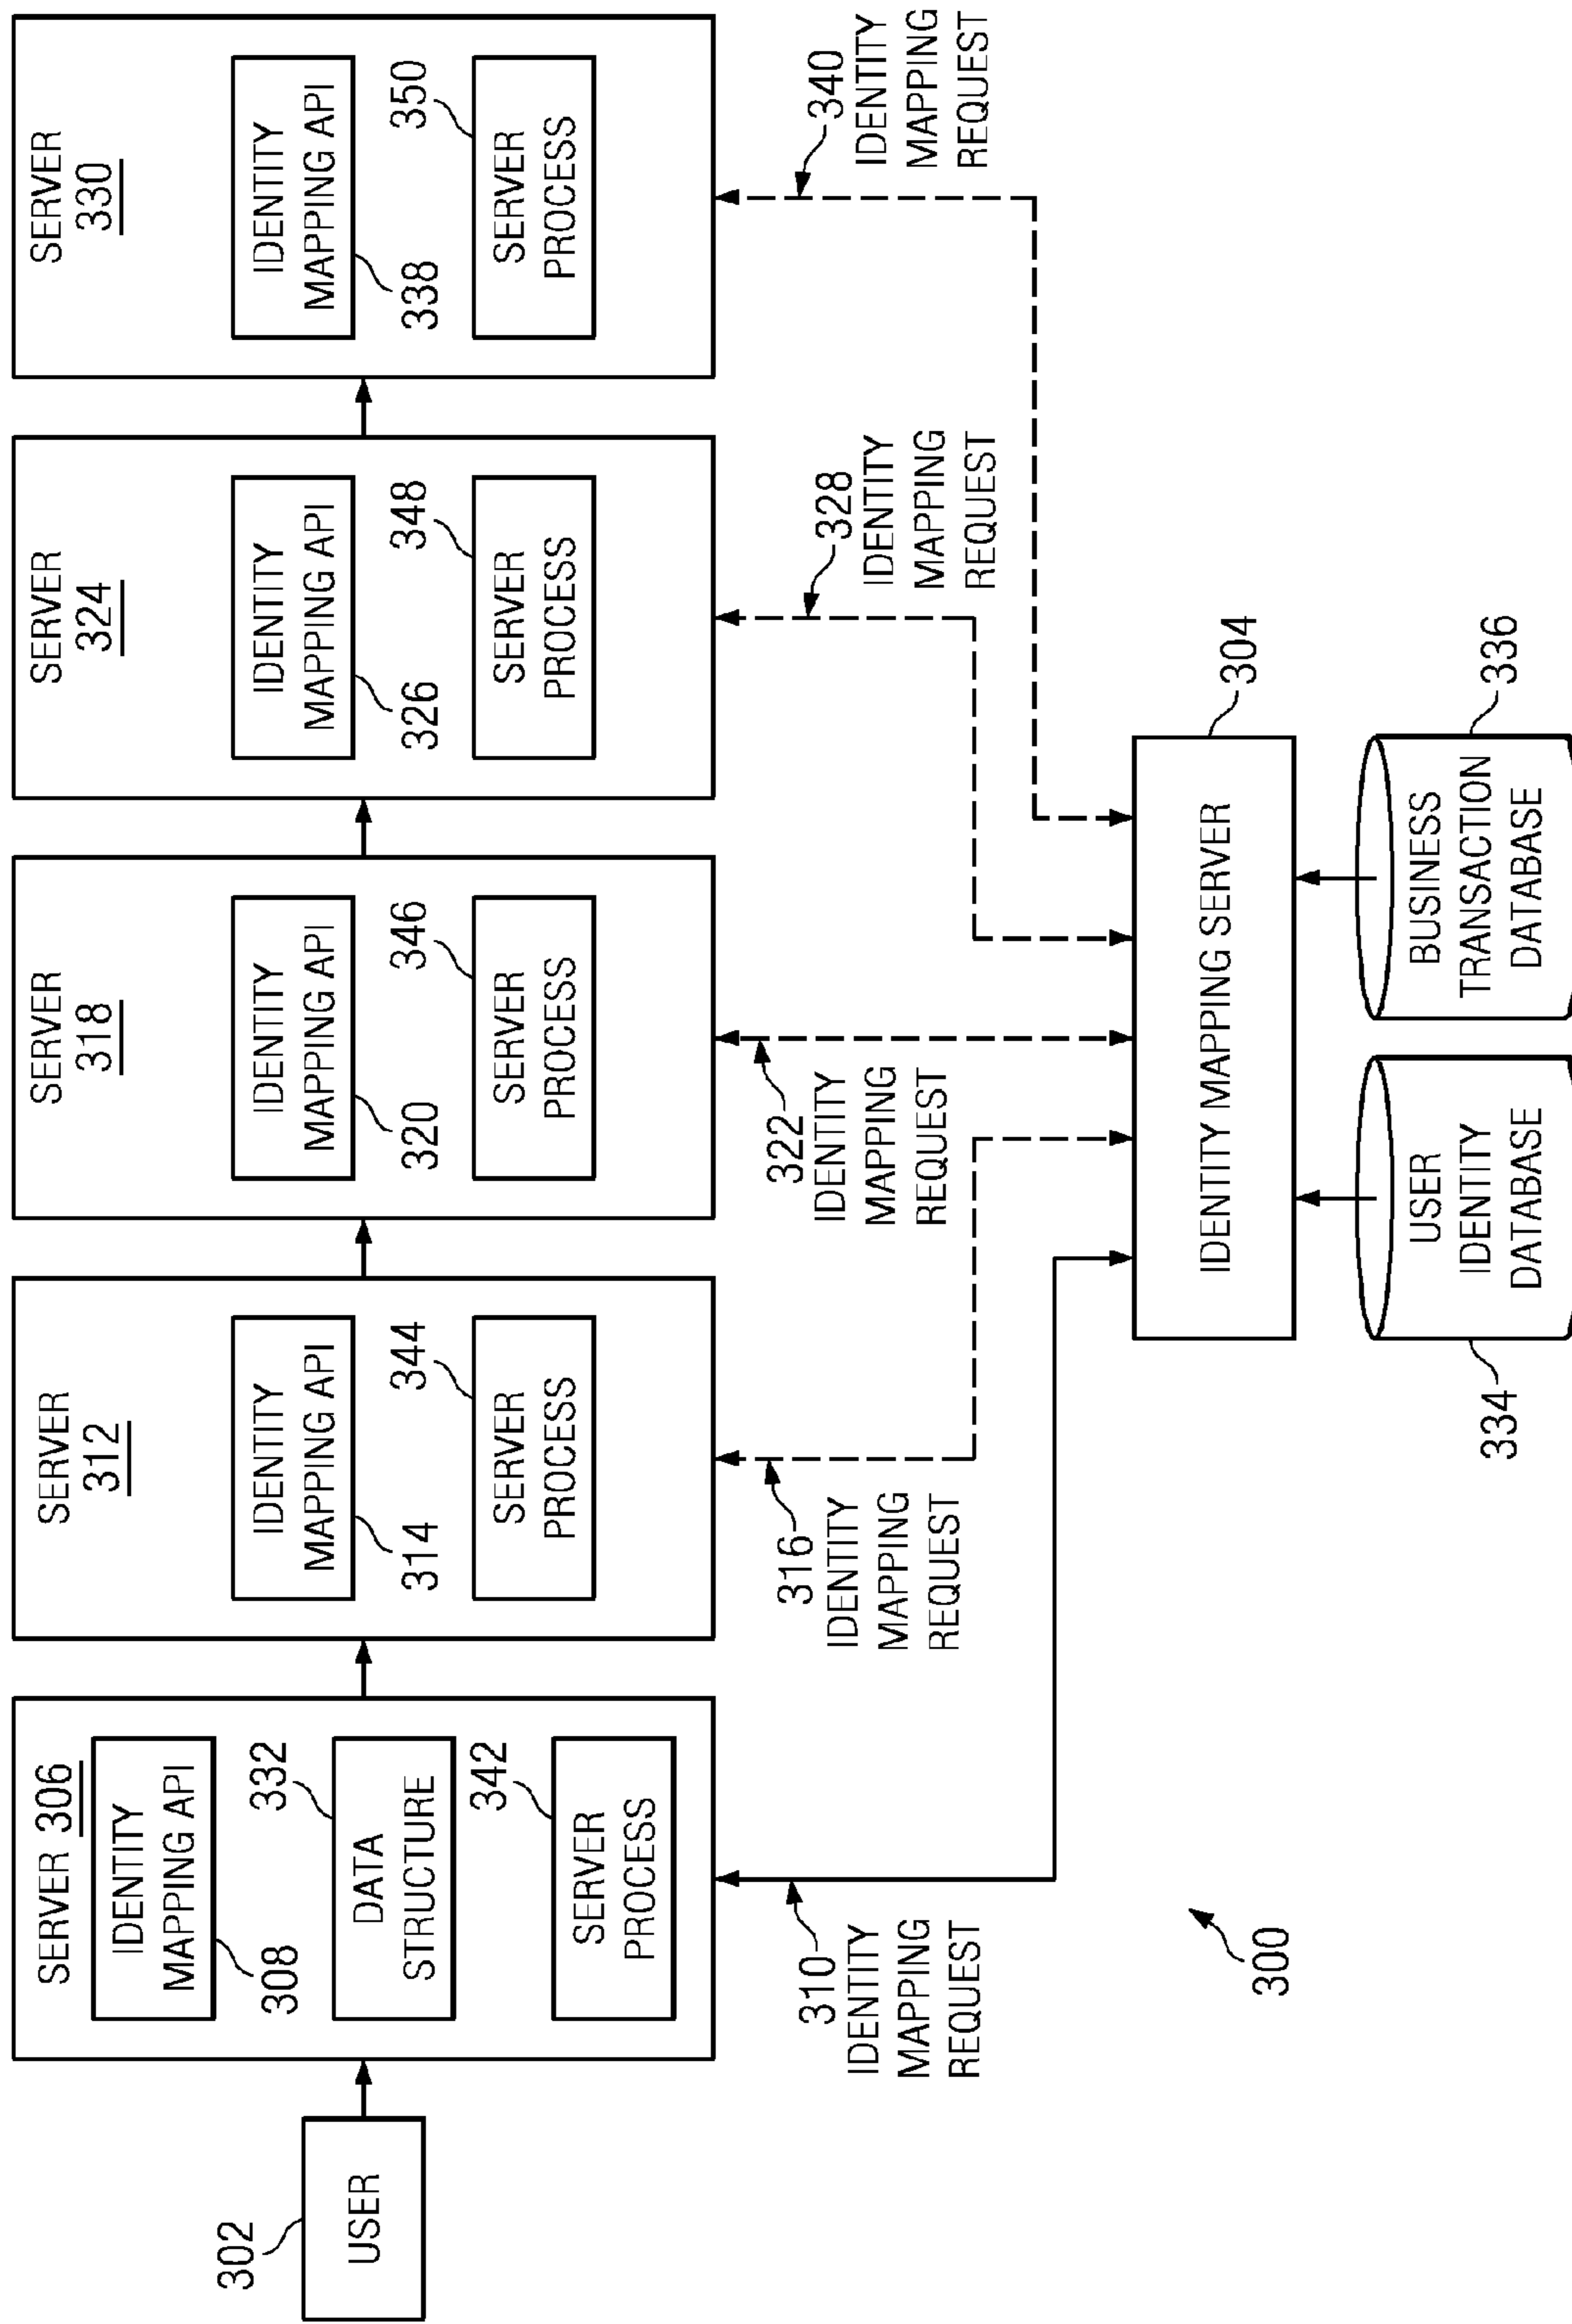 SERVER 306
IDENTITY
MAPPING API
308
332
DATA
STRUCTURE
342
SERVER
PROCESS
SERVER
312
IDENTITY
MAPPING API
314
344
SERVER
PROCESS
SERVER
318
IDENTITY
MAPPING API
320
346
SERVER
PROCESS
SERVER
324
IDENTITY
MAPPING API
326
348
SERVER
PROCESS
SERVER
330
IDENTITY
MAPPING API
338
350
SERVER
PROCESS
302
USER
310
IDENTITY
MAPPING
REQUEST
316
IDENTITY
MAPPING
REQUEST
322
IDENTITY
MAPPING
REQUEST
328
IDENTITY
MAPPING
REQUEST
340
IDENTITY
MAPPING
REQUEST
IDENTITY MAPPING SERVER
304
334
USER
IDENTITY
DATABASE
BUSINESS
TRANSACTION
DATABASE
336
300